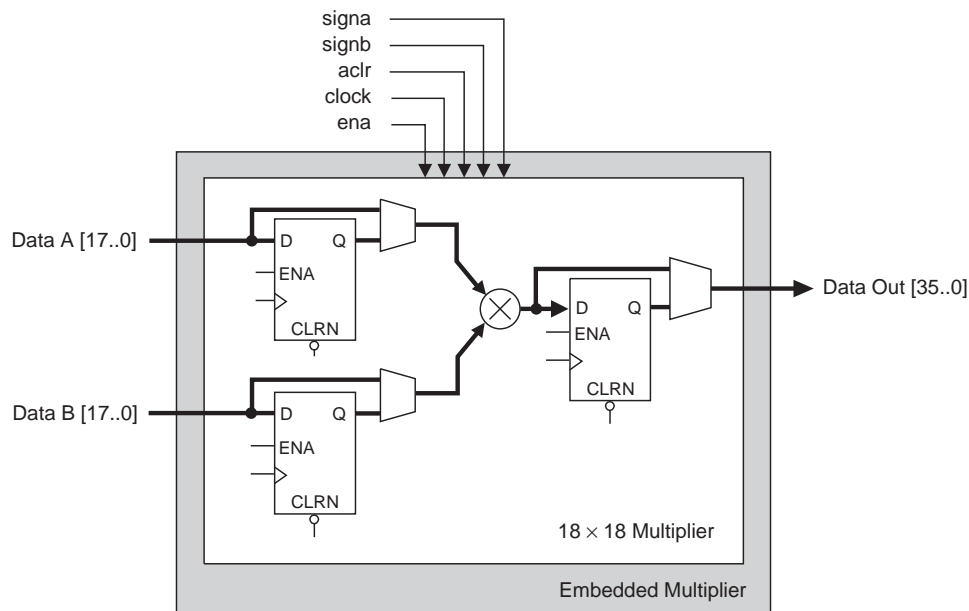 signa
signb
aclr
clock
ena
Data A [17..0]
D Q
ENA
CLRN
Data B [17..0]
D Q
ENA
CLRN
D Q
ENA
CLRN
Data Out [35..0]
18 × 18 Multiplier
Embedded Multiplier